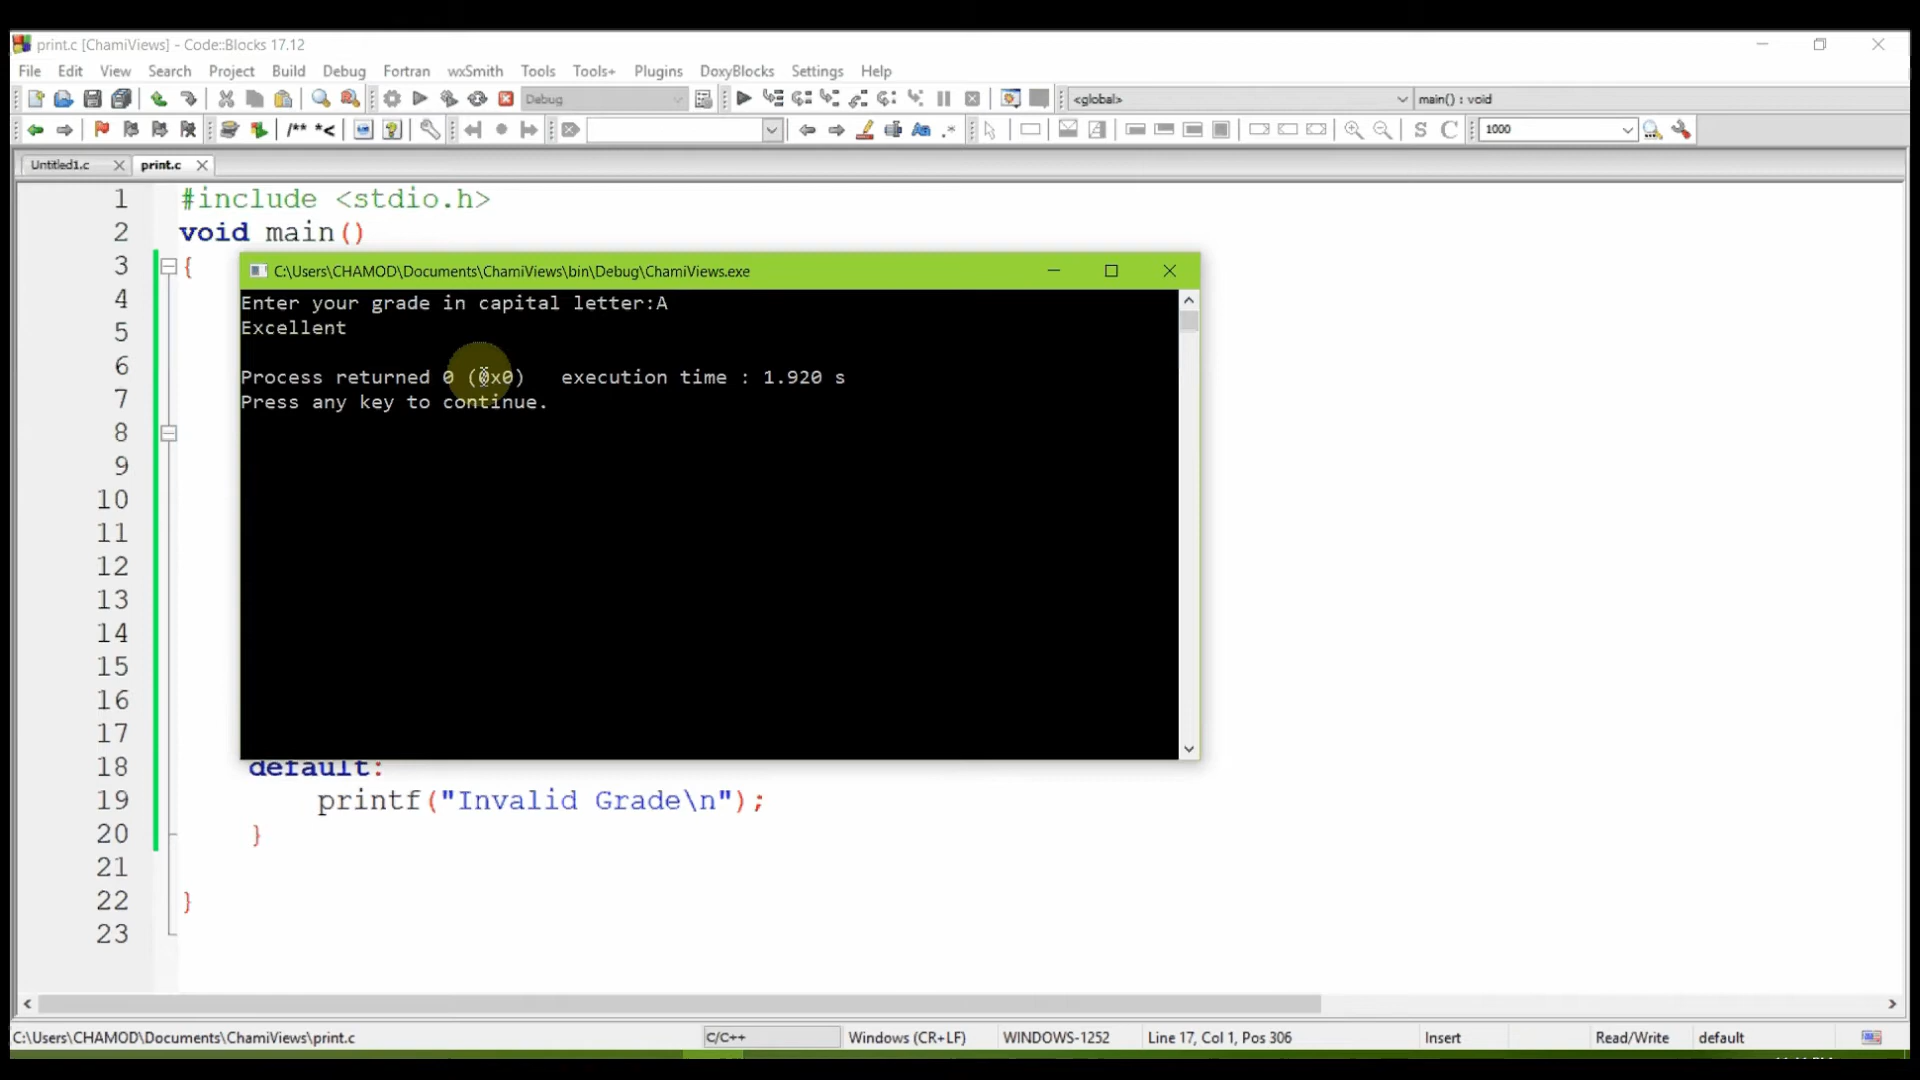 print.c [ChamiViews] - Code::Blocks 17.12
File Edit View Search Project Build Debug Fortran wxSmith Tools Tools+ Plugins DoxyBlocks Settings Help
Debug <global> main() : void
/** *< .* S C 1000
Untitled1.c print.c
1 #include <stdio.h>
2 void main()
3 {
C:\Users\CHAMOD\Documents\ChamiViews\bin\Debug\ChamiViews.exe
4 Enter your grade in capital letter:A
5 Excellent
6 Process returned 0 (0x0) execution time : 1.920 s
7 Press any key to continue.
8
9
10
11
12
13
14
15
16
17
18 default:
19 printf("Invalid Grade\n");
20 }
21
22 }
23
C:\Users\CHAMOD\Documents\ChamiViews\print.c C/C++ Windows (CR+LF) WINDOWS-1252 Line 17, Col 1, Pos 306 Insert Read/Write default